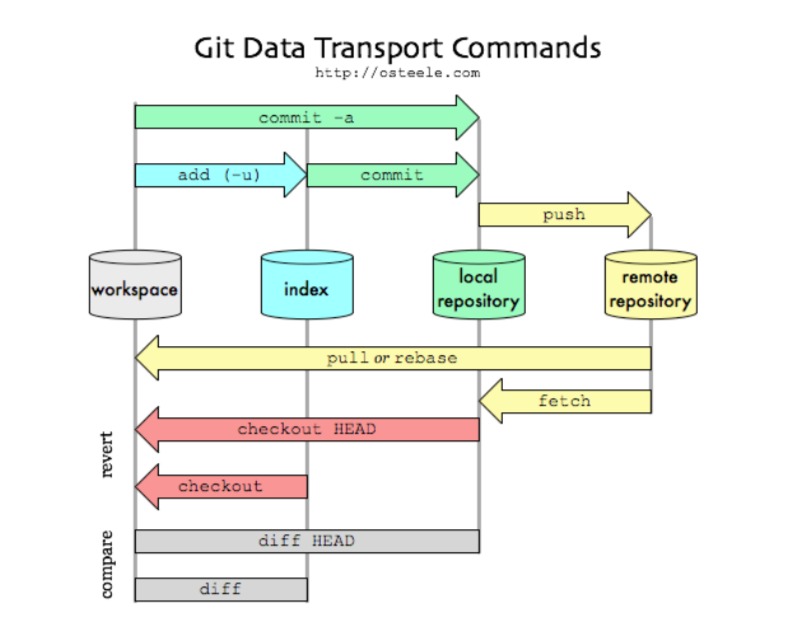 Git Data Transport Commands
http://osteele.com
commit -a
add (-u)
commit
push
workspace
index
local
repository
remote
repository
pull or rebase
fetch
revert
checkout HEAD
checkout
compare
diff HEAD
diff